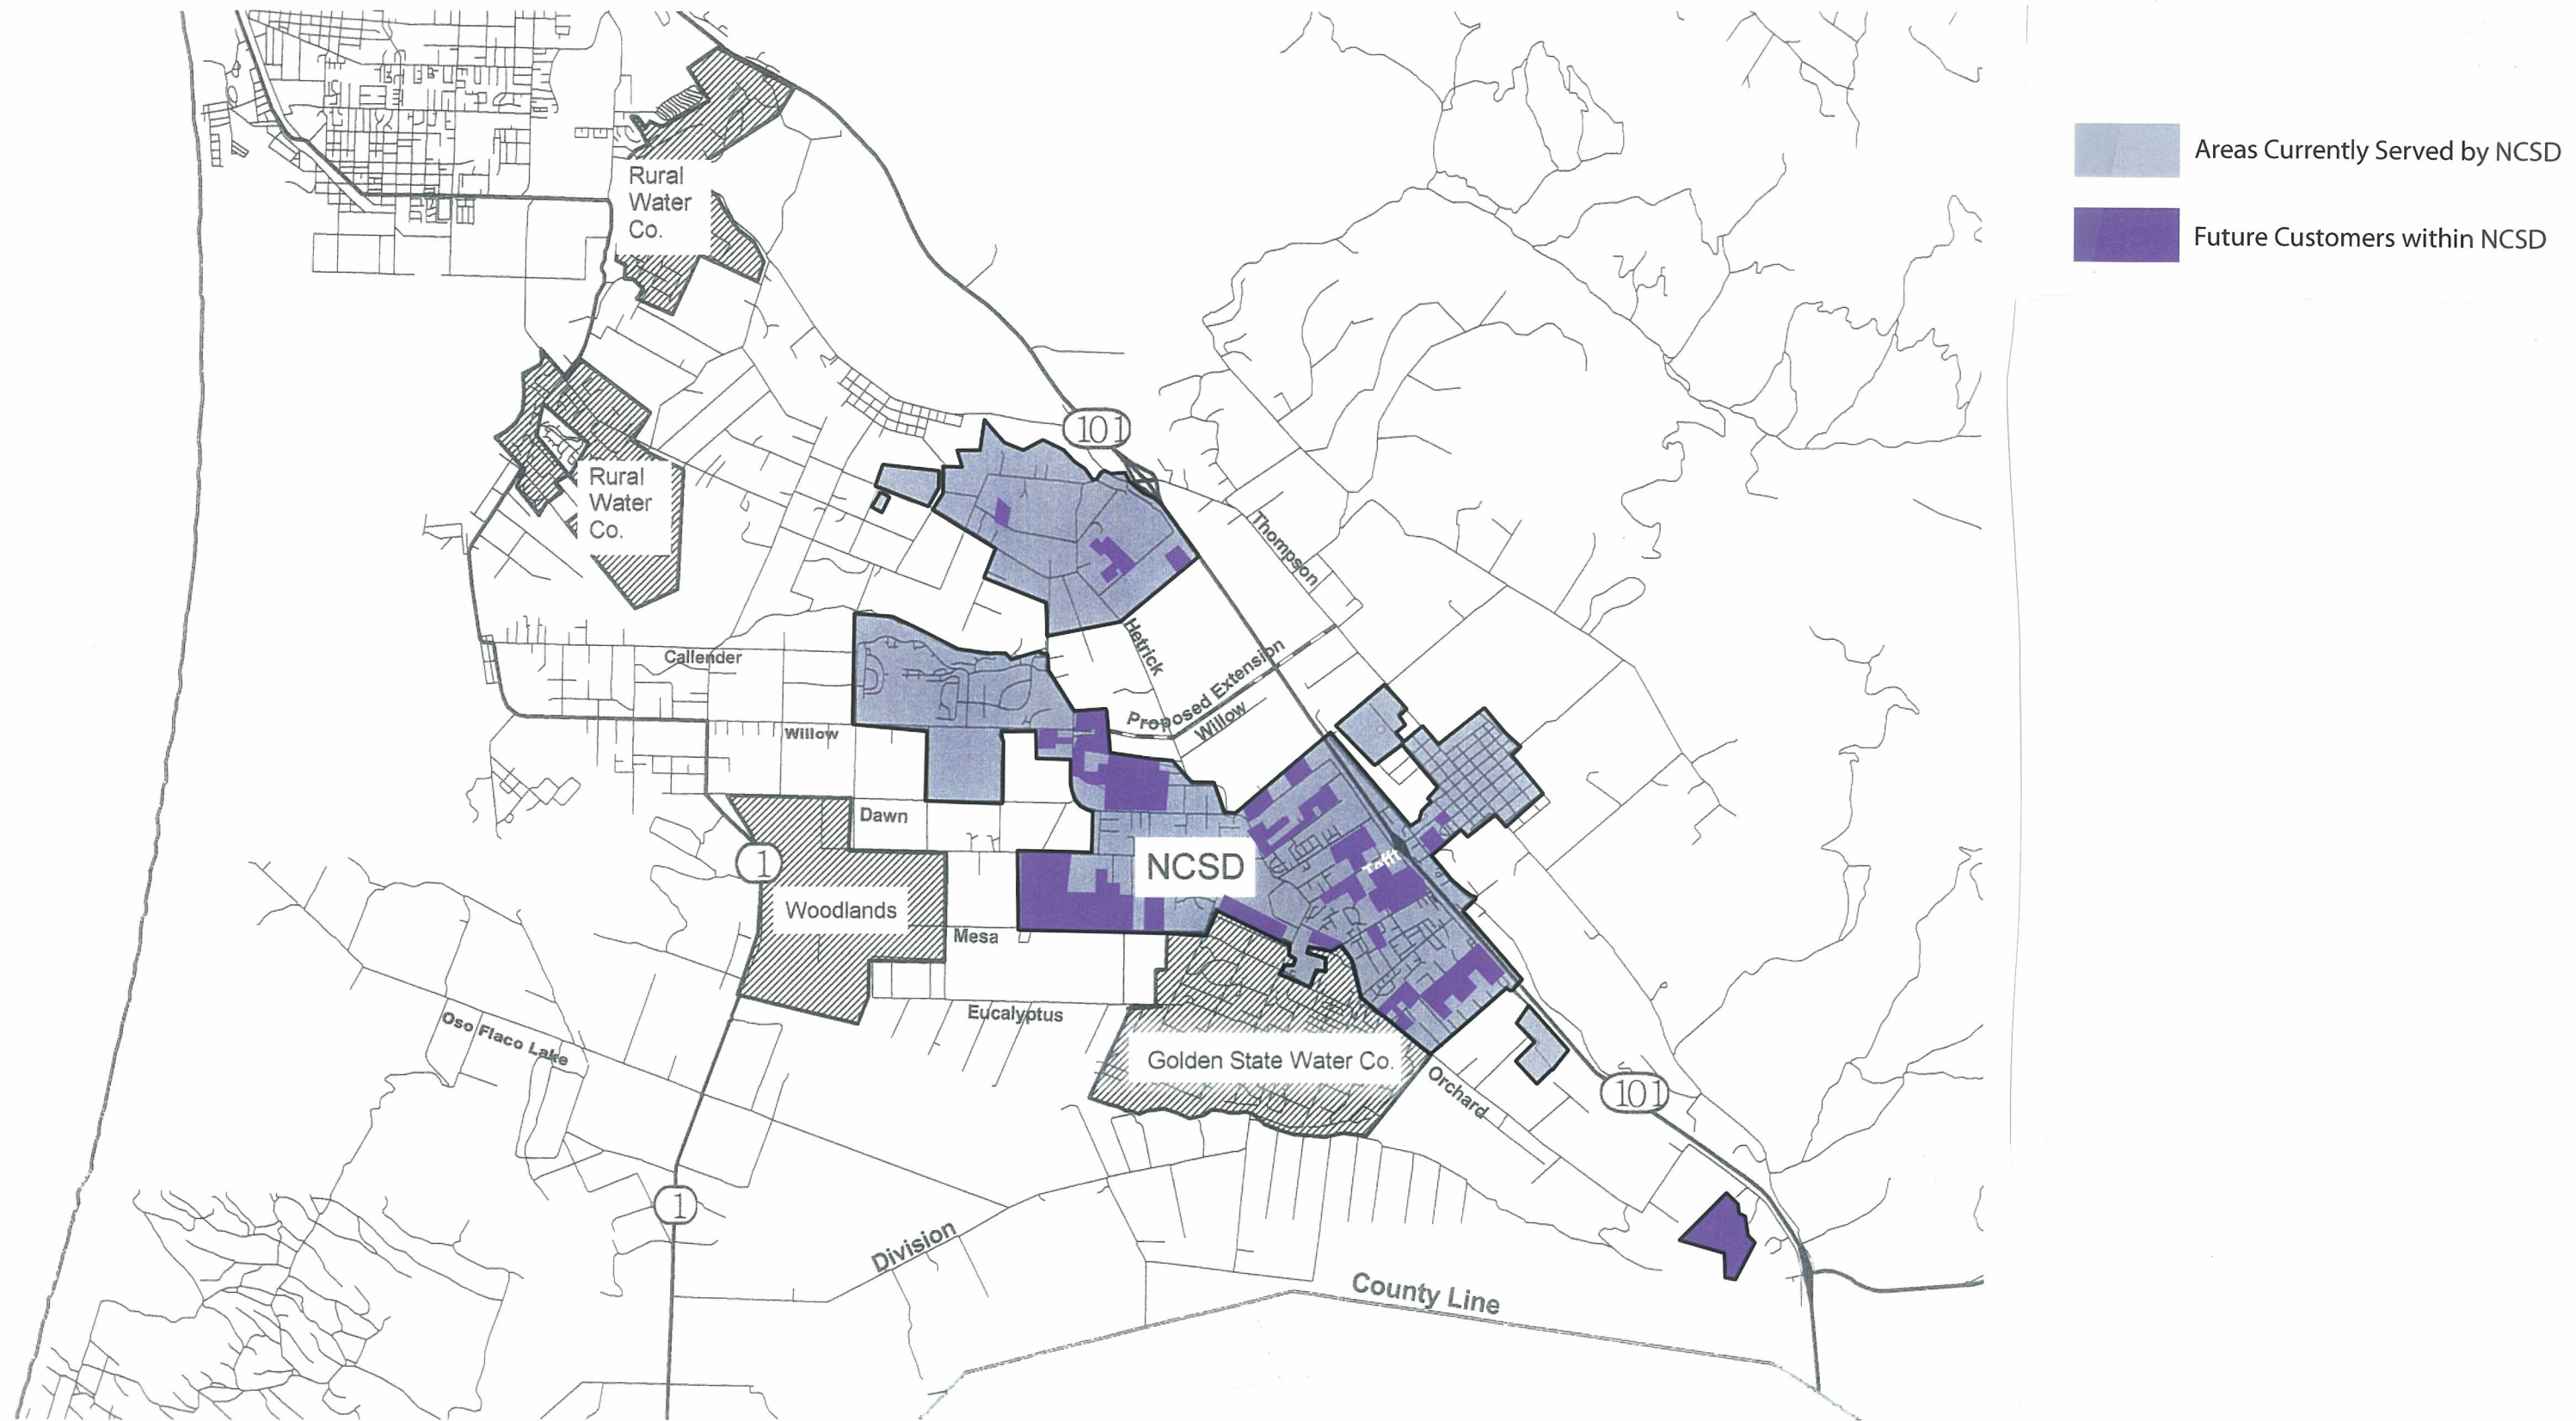 Areas Currently Served by NCSD
Future Customers within NCSD
Rural
Water
Co.
101
Rural
Water
Co.
Thompson
Hetrick
Callender
Proposed Extension
Willow
Willow
Dawn
NCSD
Tefft
1
Woodlands
Mesa
Eucalyptus
Oso Flaco Lake
Golden State Water Co.
Orchard
101
1
Division
County Line